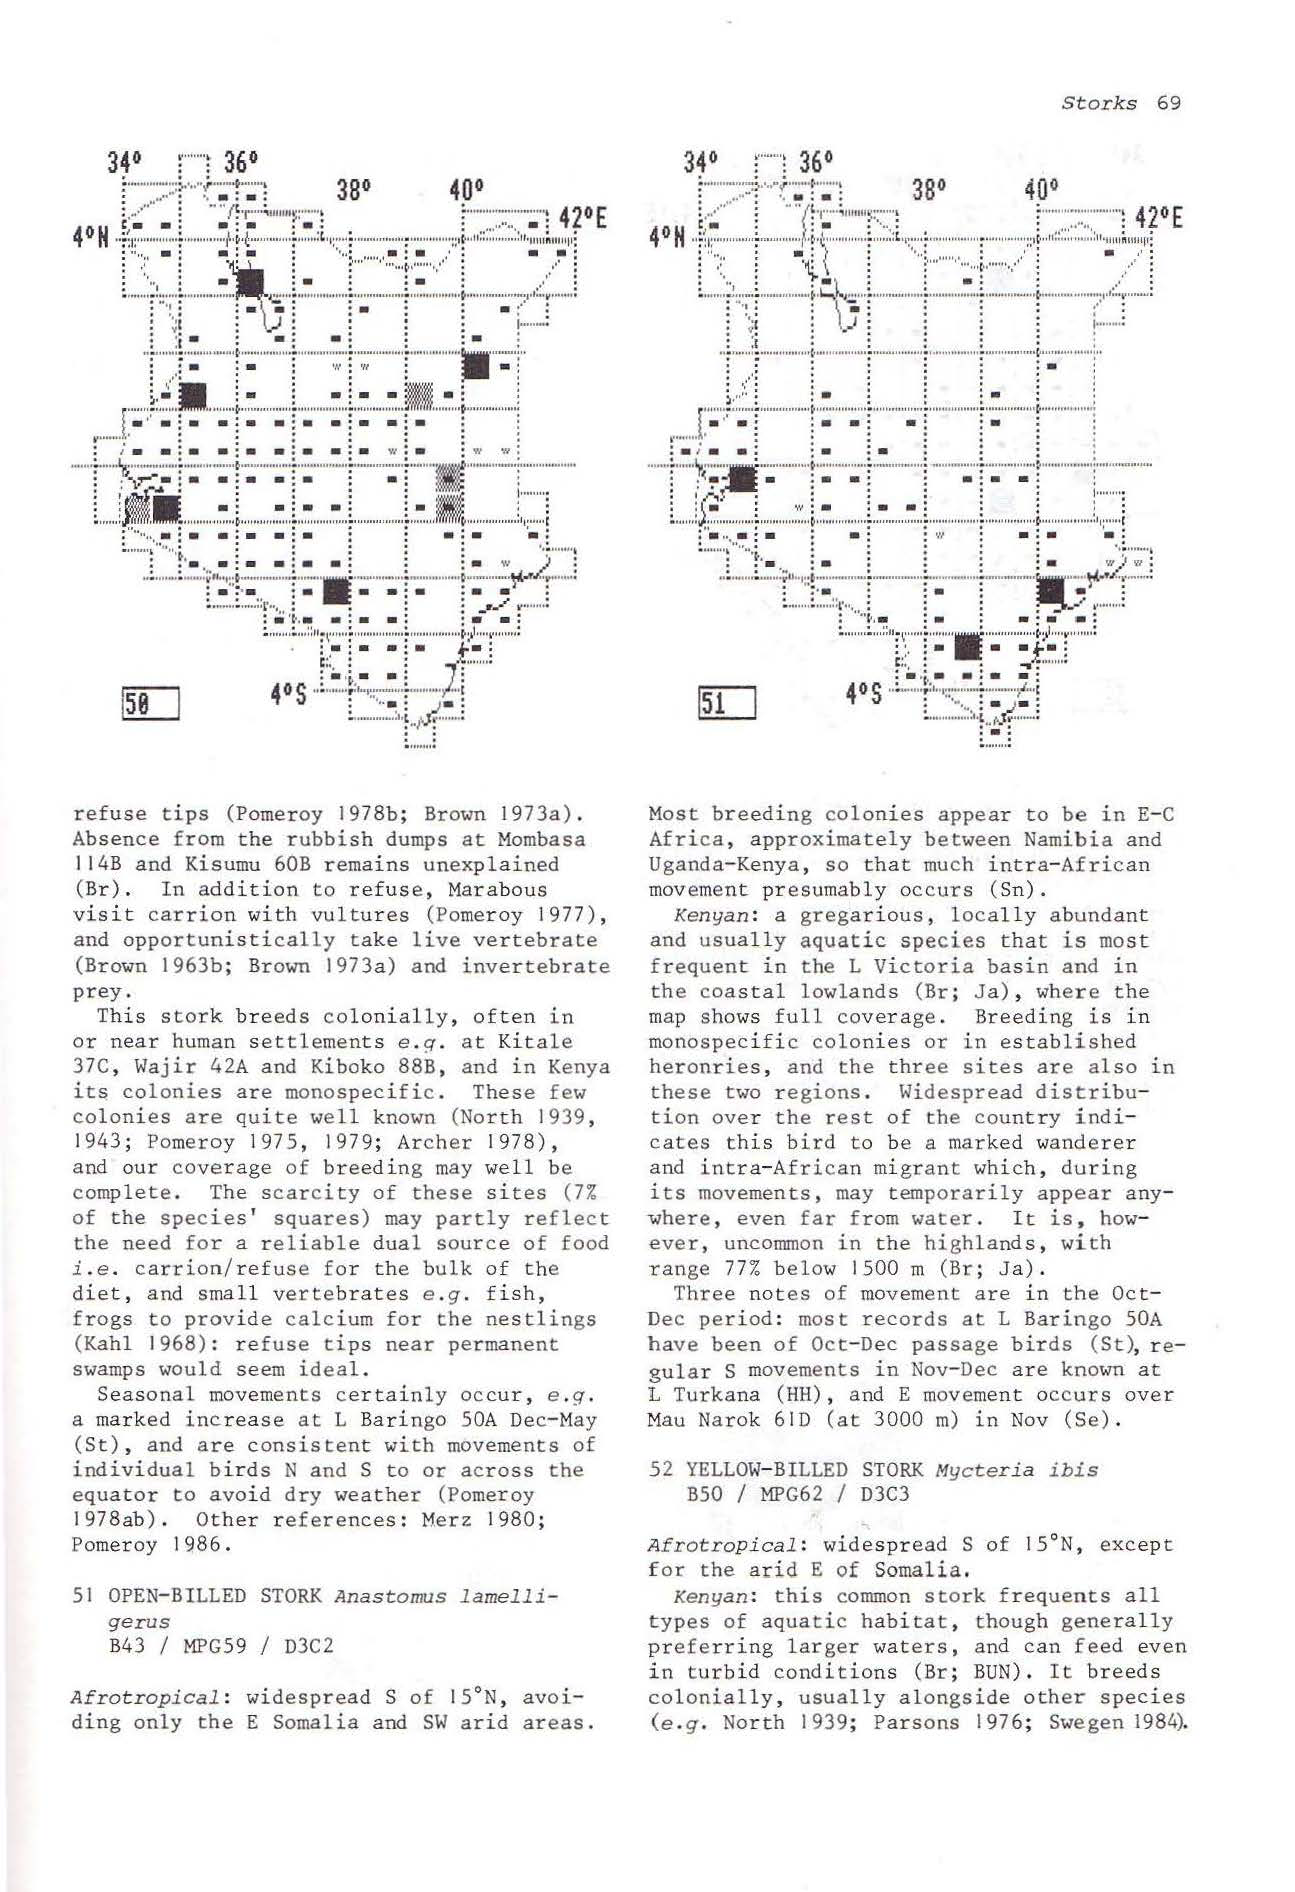 Storks 69
34° 36°
38° 40°
42°E
4°N
4°S
50
34° 36°
38° 40°
42°E
4°N
4°S
51
refuse tips (Pomeroy 1978b; Brown 1973a).
Absence from the rubbish dumps at Mombasa
114B and Kisumu 60B remains unexplained
(Br). In addition to refuse, Marabous
visit carrion with vultures (Pomeroy 1977),
and opportunistically take live vertebrate
(Brown 1963b; Brown 1973a) and invertebrate
prey.
This stork breeds colonially, often in
or near human settlements e.g. at Kitale
37C, Wajir 42A and Kiboko 88B, and in Kenya
its colonies are monospecific. These few
colonies are quite well known (North 1939,
1943; Pomeroy 1975, 1979; Archer 1978),
and our coverage of breeding may well be
complete. The scarcity of these sites (7%
of the species' squares) may partly reflect
the need for a reliable dual source of food
i.e. carrion/refuse for the bulk of the
diet, and small vertebrates e.g. fish,
frogs to provide calcium for the nestlings
(Kahl 1968): refuse tips near permanent
swamps would seem ideal.
Seasonal movements certainly occur, e.g.
a marked increase at L Baringo 50A Dec-May
(St), and are consistent with movements of
individual birds N and S to or across the
equator to avoid dry weather (Pomeroy
1978ab). Other references: Merz 1980;
Pomeroy 1986.
51 OPEN-BILLED STORK Anastomus lamelli-
gerus
B43 / MPG59 / D3C2
Afrotropical: widespread S of 15°N, avoi-
ding only the E Somalia and SW arid areas.
Most breeding colonies appear to be in E-C
Africa, approximately between Namibia and
Uganda-Kenya, so that much intra-African
movement presumably occurs (Sn).
Kenyan: a gregarious, locally abundant
and usually aquatic species that is most
frequent in the L Victoria basin and in
the coastal lowlands (Br; Ja), where the
map shows full coverage. Breeding is in
monospecific colonies or in established
heronries, and the three sites are also in
these two regions. Widespread distribu-
tion over the rest of the country indi-
cates this bird to be a marked wanderer
and intra-African migrant which, during
its movements, may temporarily appear any-
where, even far from water. It is, how-
ever, uncommon in the highlands, with
range 77% below 1500 m (Br; Ja).
Three notes of movement are in the Oct-
Dec period: most records at L Baringo 50A
have been of Oct-Dec passage birds (St), re-
gular S movements in Nov-Dec are known at
L Turkana (HH), and E movement occurs over
Mau Narok 61D (at 3000 m) in Nov (Se).
52 YELLOW-BILLED STORK Mycteria ibis
B50 / MPG62 / D3C3
Afrotropical: widespread S of 15°N, except
for the arid E of Somalia.
Kenyan: this common stork frequents all
types of aquatic habitat, though generally
preferring larger waters, and can feed even
in turbid conditions (Br; BUN). It breeds
colonially, usually alongside other species
(e.g. North 1939; Parsons 1976; Swegen 1984).